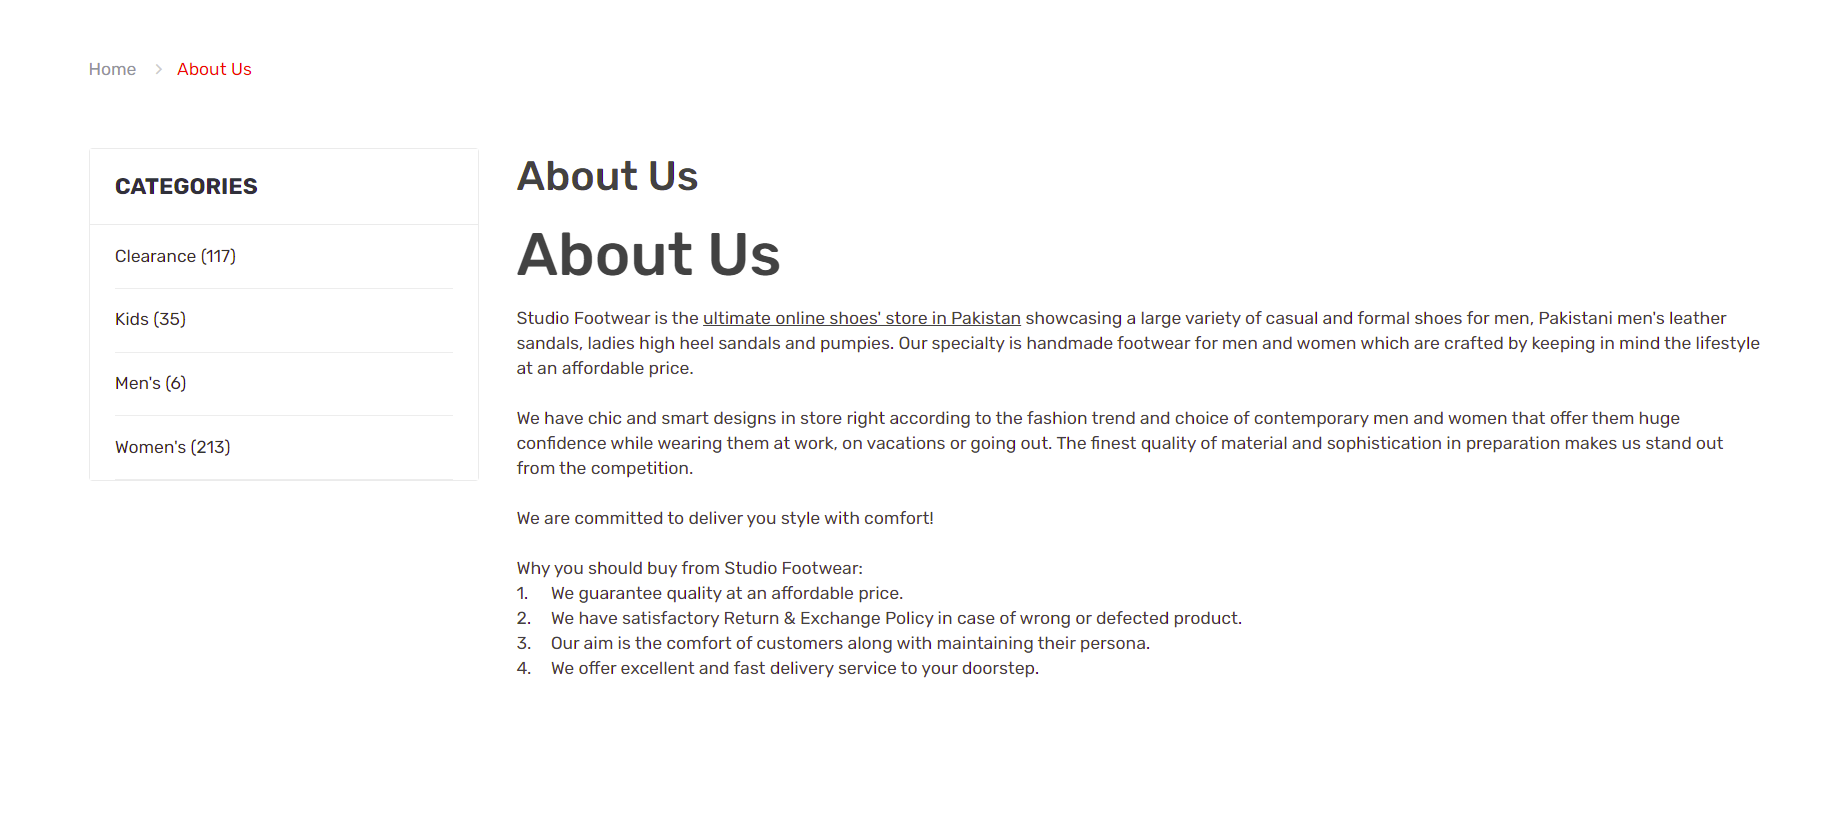 Home > About Us
CATEGORIES
Clearance (117)
Kids (35)
Men's (6)
Women's (213)
About Us
About Us
Studio Footwear is the ultimate online shoes' store in Pakistan showcasing a large variety of casual and formal shoes for men, Pakistani men's leather
sandals, ladies high heel sandals and pumpies. Our specialty is handmade footwear for men and women which are crafted by keeping in mind the lifestyle
at an affordable price.
We have chic and smart designs in store right according to the fashion trend and choice of contemporary men and women that offer them huge
confidence while wearing them at work, on vacations or going out. The finest quality of material and sophistication in preparation makes us stand out
from the competition.
We are committed to deliver you style with comfort!
Why you should buy from Studio Footwear:
1. We guarantee quality at an affordable price.
2. We have satisfactory Return & Exchange Policy in case of wrong or defected product.
3. Our aim is the comfort of customers along with maintaining their persona.
4. We offer excellent and fast delivery service to your doorstep.